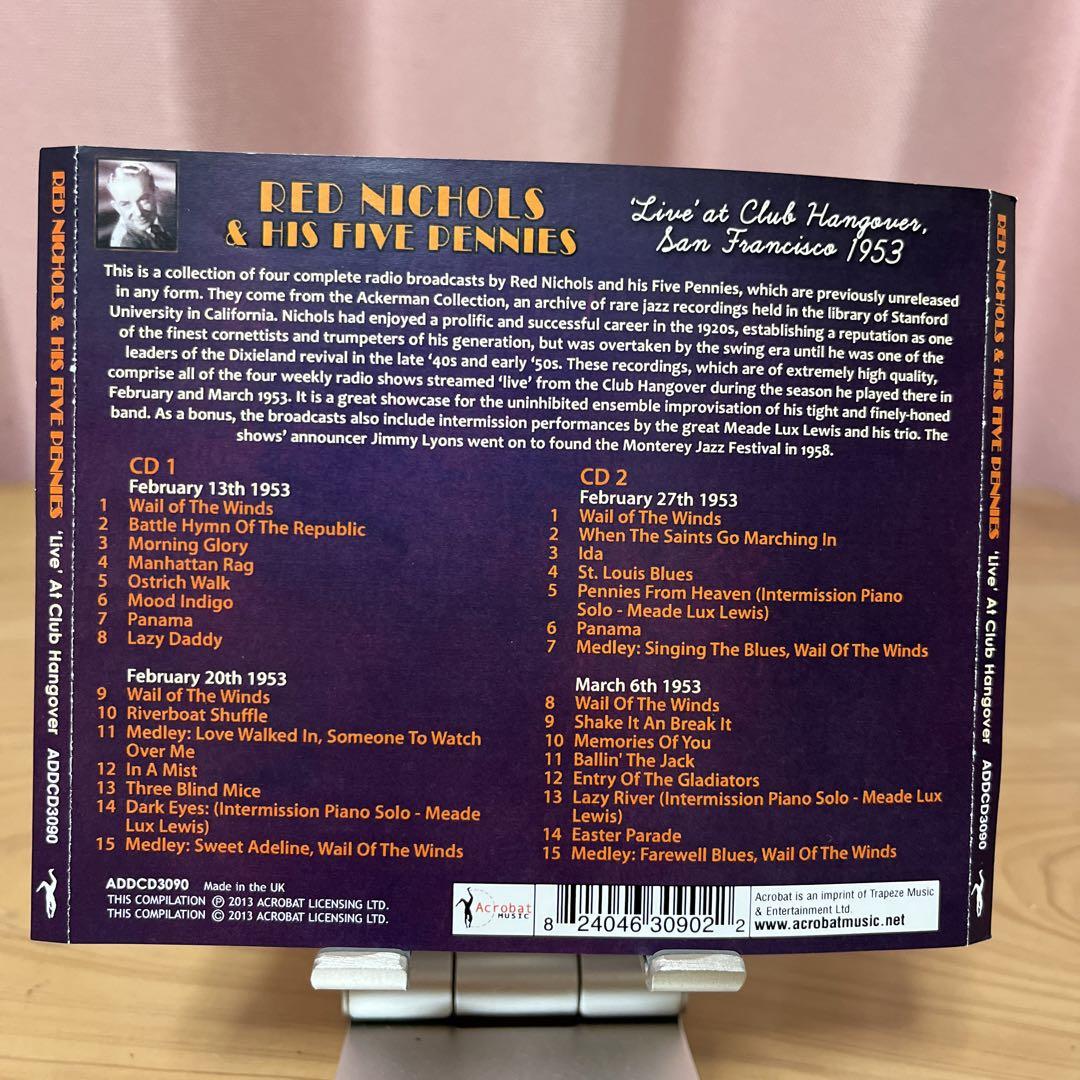 RED NICHOLS & HIS FIVE PENNIES 'Live' At Club Hangover ADDCD3090
RED NICHOLS
& HIS FIVE PENNIES
'Live' at Club Hangover,
San Francisco 1953
This is a collection of four complete radio broadcasts by Red Nichols and his Five Pennies, which are previously unreleased
in any form. They come from the Ackerman Collection, an archive of rare jazz recordings held in the library of Stanford
University in California. Nichols had enjoyed a prolific and successful career in the 1920s, establishing a reputation as one
of the finest cornettists and trumpeters of his generation, but was overtaken by the swing era until he was one of the
leaders of the Dixieland revival in the late '40s and early '50s. These recordings, which are of extremely high quality,
comprise all of the four weekly radio shows streamed 'live' from the Club Hangover during the season he played there in
February and March 1953. It is a great showcase for the uninhibited ensemble improvisation of his tight and finely-honed
band. As a bonus, the broadcasts also include intermission performances by the great Meade Lux Lewis and his trio. The
shows' announcer Jimmy Lyons went on to found the Monterey Jazz Festival in 1958.
CD 1
February 13th 1953
1 Wail of The Winds
2 Battle Hymn Of The Republic
3 Morning Glory
4 Manhattan Rag
5 Ostrich Walk
6 Mood Indigo
7 Panama
8 Lazy Daddy
February 20th 1953
9 Wail of The Winds
10 Riverboat Shuffle
11 Medley: Love Walked In, Someone To Watch
Over Me
12 In A Mist
13 Three Blind Mice
14 Dark Eyes: (Intermission Piano Solo - Meade
Lux Lewis)
15 Medley: Sweet Adeline, Wail Of The Winds
CD 2
February 27th 1953
1 Wail of The Winds
2 When The Saints Go Marching In
3 Ida
4 St. Louis Blues
5 Pennies From Heaven (Intermission Piano
Solo - Meade Lux Lewis)
6 Panama
7 Medley: Singing The Blues, Wail Of The Winds
March 6th 1953
8 Wail Of The Winds
9 Shake It An Break It
10 Memories Of You
11 Ballin' The Jack
12 Entry Of The Gladiators
13 Lazy River (Intermission Piano Solo - Meade Lux
Lewis)
14 Easter Parade
15 Medley: Farewell Blues, Wail Of The Winds
ADDCD3090 Made in the UK
THIS COMPILATION Ⓟ 2013 ACROBAT LICENSING LTD.
THIS COMPILATION © 2013 ACROBAT LICENSING LTD.
Acrobat
MUSIC
8 24046 30902 2
Acrobat is an imprint of Trapeze Music
& Entertainment Ltd.
www.acrobatmusic.net
RED NICHOLS & HIS FIVE PENNIES 'Live' At Club Hangover ADDCD3090